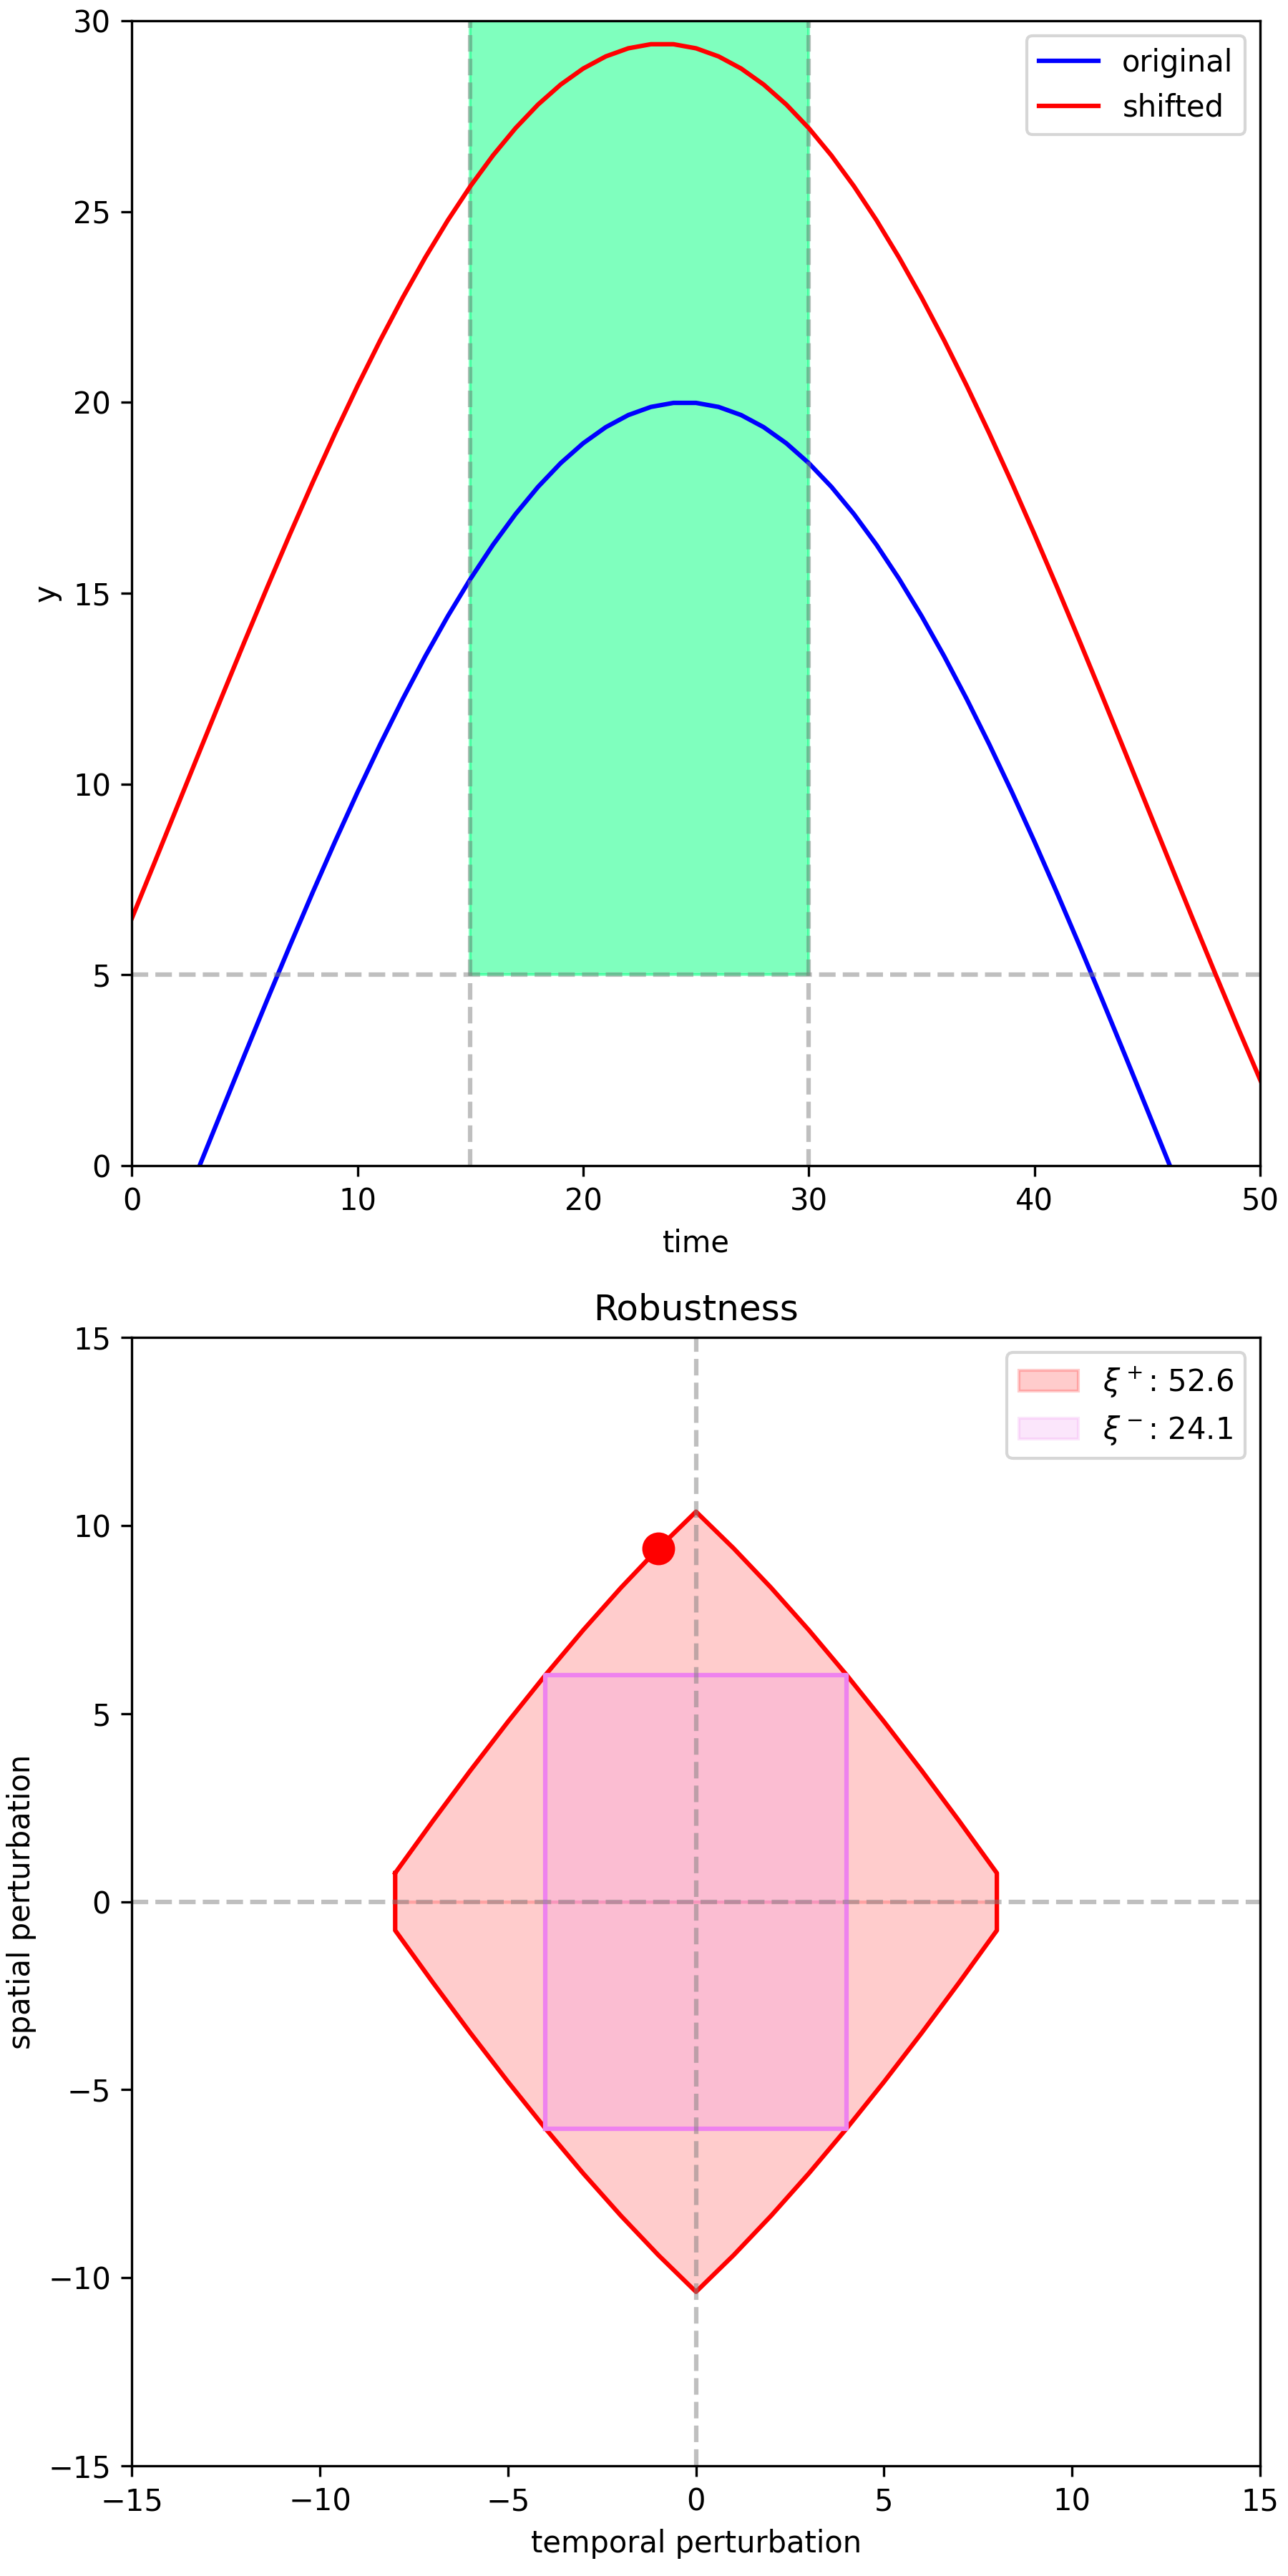 30
25
20
15
10
5
0
y
0 10 20 30 40 50
time
original
shifted
Robustness
15
10
5
0
−5
−10
−15
spatial perturbation
−15 −10 −5 0 5 10 15
temporal perturbation
ξ⁺: 52.6
ξ⁻: 24.1